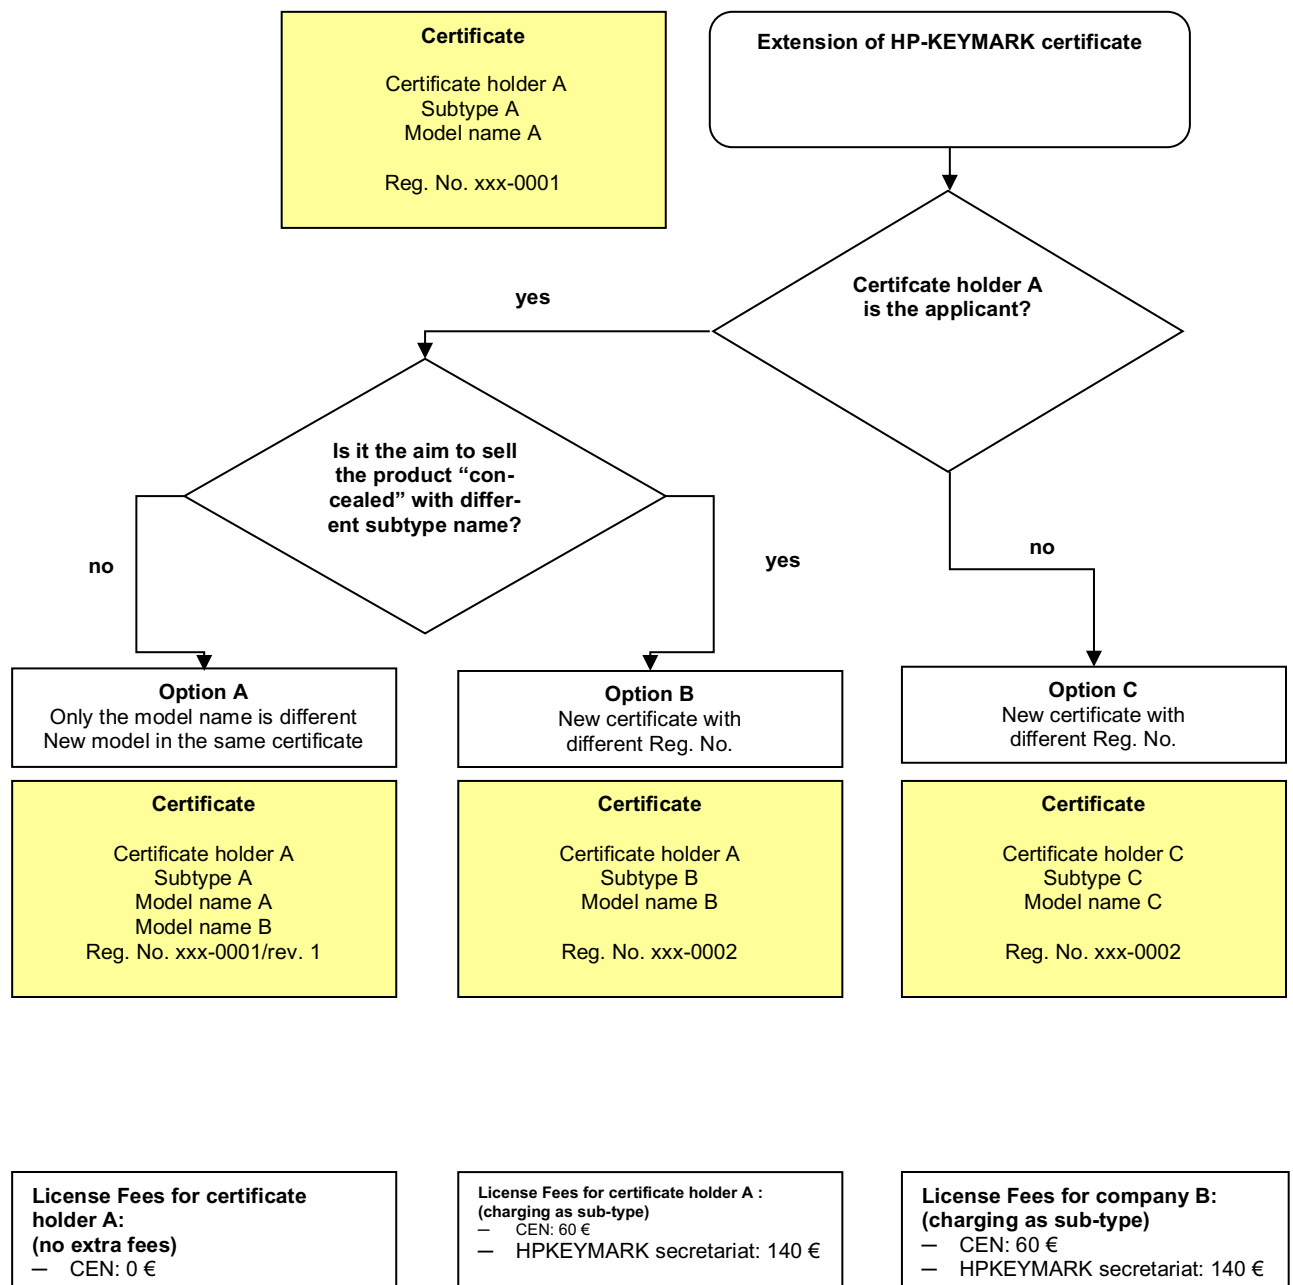 Certificate
Certificate holder A
Subtype A
Model name A
Reg. No. xxx-0001
Extension of HP-KEYMARK certificate
Certifcate holder A
is the applicant?
yes
Is it the aim to sell
the product “con-
cealed” with differ-
ent subtype name?
no
yes
no
Option A
Only the model name is different
New model in the same certificate
Option B
New certificate with
different Reg. No.
Option C
New certificate with
different Reg. No.
Certificate
Certificate holder A
Subtype A
Model name A
Model name B
Reg. No. xxx-0001/rev. 1
Certificate
Certificate holder A
Subtype B
Model name B
Reg. No. xxx-0002
Certificate
Certificate holder C
Subtype C
Model name C
Reg. No. xxx-0002
License Fees for certificate
holder A:
(no extra fees)
– CEN: 0 €
License Fees for certificate holder A :
(charging as sub-type)
– CEN: 60 €
– HPKEYMARK secretariat: 140 €
License Fees for company B:
(charging as sub-type)
– CEN: 60 €
– HPKEYMARK secretariat: 140 €